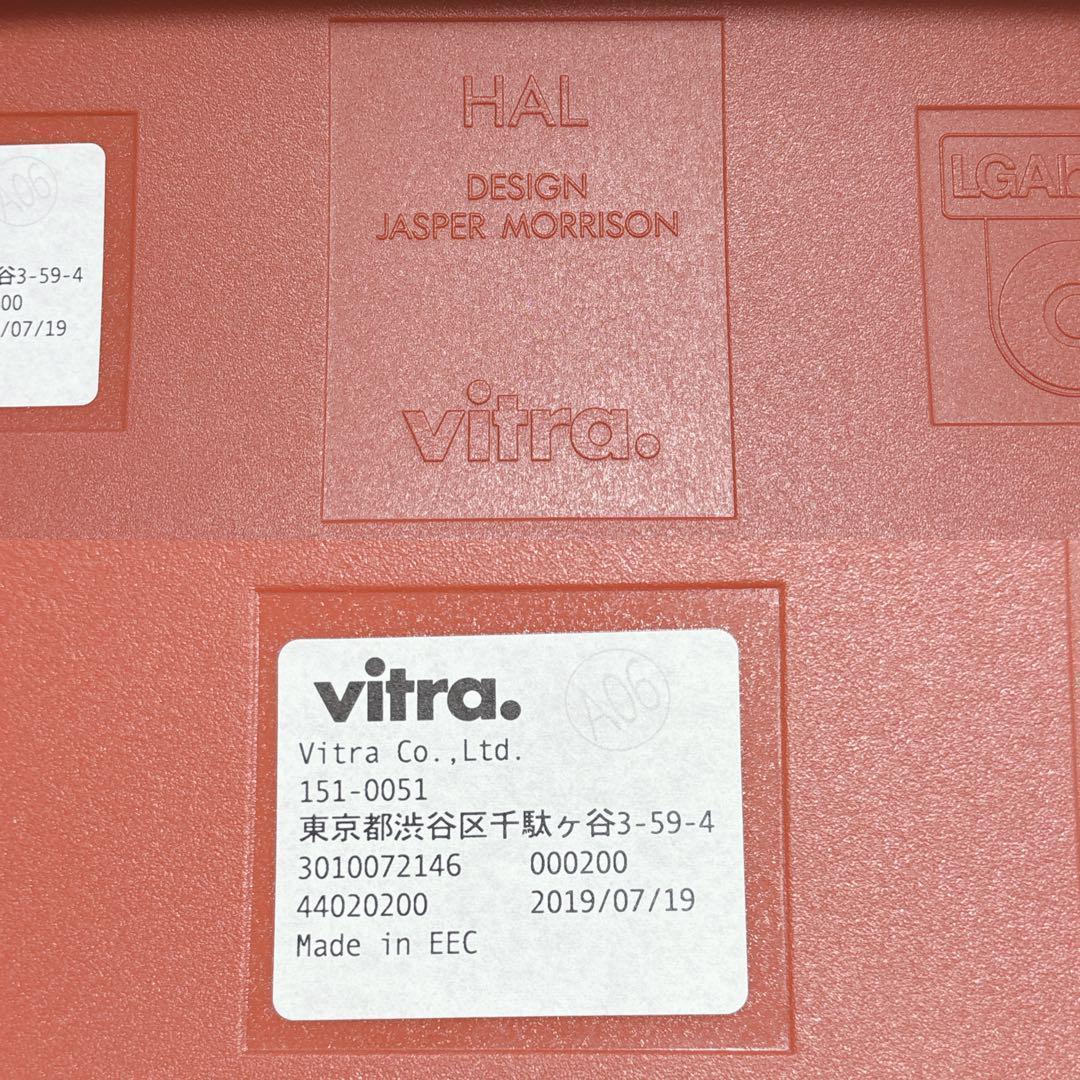 HAL
DESIGN
JASPER MORRISON
vitra.
谷3-59-4
00
/07/19
vitra.
Vitra Co.,Ltd.
151-0051
東京都渋谷区千駄ヶ谷3-59-4
3010072146 000200
44020200 2019/07/19
Made in EEC